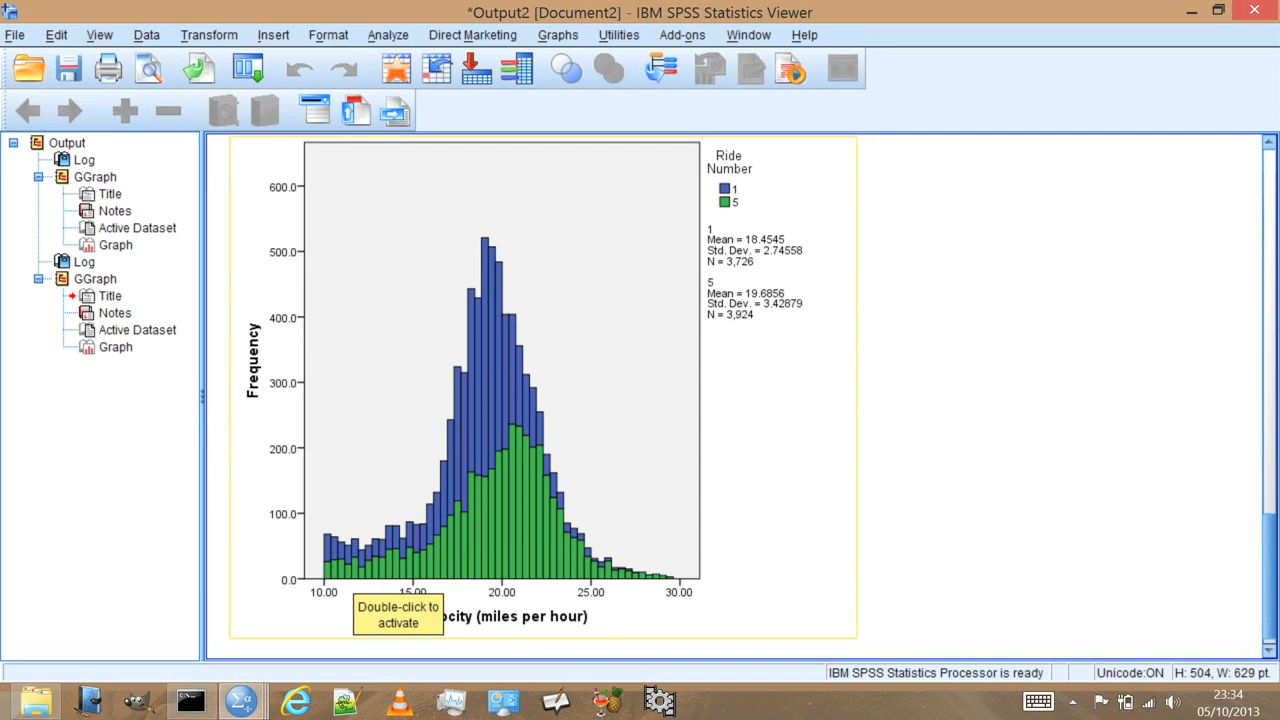 *Output2 [Document2] - IBM SPSS Statistics Viewer
File Edit View Data Transform Insert Format Analyze Direct Marketing Graphs Utilities Add-ons Window Help
Output
Log
GGraph
Title
Notes
Active Dataset
Graph
Log
GGraph
Title
Notes
Active Dataset
Graph
Frequency
600.0
500.0
400.0
300.0
200.0
100.0
0.0
10.00 20.00 25.00 30.00
ocity (miles per hour)
Double-click to
activate
Ride
Number
1
5
1
Mean = 18.4545
Std. Dev. = 2.74558
N = 3,726
5
Mean = 19.6856
Std. Dev. = 3.42879
N = 3,924
IBM SPSS Statistics Processor is ready Unicode:ON H: 504, W: 629 pt.
23:34
05/10/2013